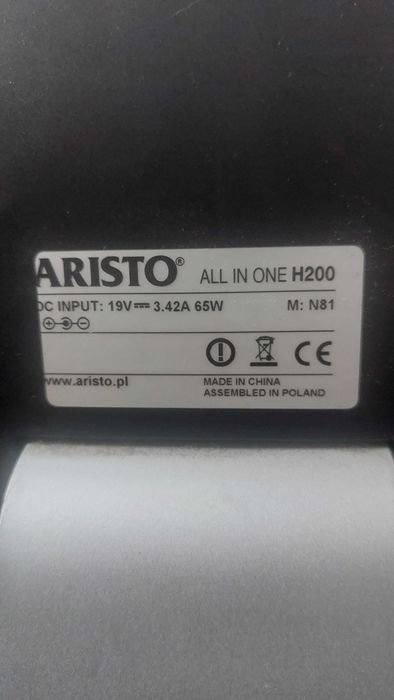 ARISTO® ALL IN ONE H200
DC INPUT: 19V⎓ 3.42A 65W M: N81
www.aristo.pl
MADE IN CHINA
ASSEMBLED IN POLAND
CE